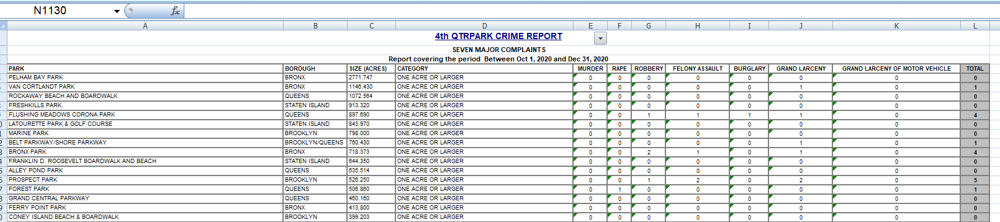 N1130 fx
A B C D E F G H I J K L
4th QTRPARK CRIME REPORT
SEVEN MAJOR COMPLAINTS
Report covering the period Between Oct 1, 2020 and Dec 31, 2020
PARK BOROUGH SIZE (ACRES) CATEGORY MURDER RAPE ROBBERY FELONY ASSAULT BURGLARY GRAND LARCENY GRAND LARCENY OF MOTOR VEHICLE TOTAL
PELHAM BAY PARK BRONX 2771.747 ONE ACRE OR LARGER 0 0 0 0 0 0 0 0
VAN CORTLANDT PARK BRONX 1146.430 ONE ACRE OR LARGER 0 0 0 0 0 1 0 1
ROCKAWAY BEACH AND BOARDWALK QUEENS 1072.564 ONE ACRE OR LARGER 0 0 0 0 0 0 0 0
FRESHKILLS PARK STATEN ISLAND 913.320 ONE ACRE OR LARGER 0 0 0 0 0 0 0 0
FLUSHING MEADOWS CORONA PARK QUEENS 897.690 ONE ACRE OR LARGER 0 0 1 1 1 1 0 4
LATOURETTE PARK & GOLF COURSE STATEN ISLAND 843.970 ONE ACRE OR LARGER 0 0 0 0 0 0 0 0
MARINE PARK BROOKLYN 798.000 ONE ACRE OR LARGER 0 0 0 0 0 0 0 0
BELT PARKWAY/SHORE PARKWAY BROOKLYN/QUEENS 760.430 ONE ACRE OR LARGER 0 0 0 0 0 1 0 1
BRONX PARK BRONX 718.373 ONE ACRE OR LARGER 0 0 2 1 0 1 0 4
FRANKLIN D. ROOSEVELT BOARDWALK AND BEACH STATEN ISLAND 644.350 ONE ACRE OR LARGER 0 0 0 0 0 0 0 0
ALLEY POND PARK QUEENS 635.514 ONE ACRE OR LARGER 0 0 0 0 0 0 0 0
PROSPECT PARK BROOKLYN 526.250 ONE ACRE OR LARGER 0 0 1 2 0 2 0 5
FOREST PARK QUEENS 506.860 ONE ACRE OR LARGER 0 1 0 0 0 0 0 1
GRAND CENTRAL PARKWAY QUEENS 460.160 ONE ACRE OR LARGER 0 0 0 0 0 0 0 0
FERRY POINT PARK BRONX 413.800 ONE ACRE OR LARGER 0 0 0 0 0 0 0 0
CONEY ISLAND BEACH & BOARDWALK BROOKLYN 399.203 ONE ACRE OR LARGER 0 0 0 0 0 0 0 0